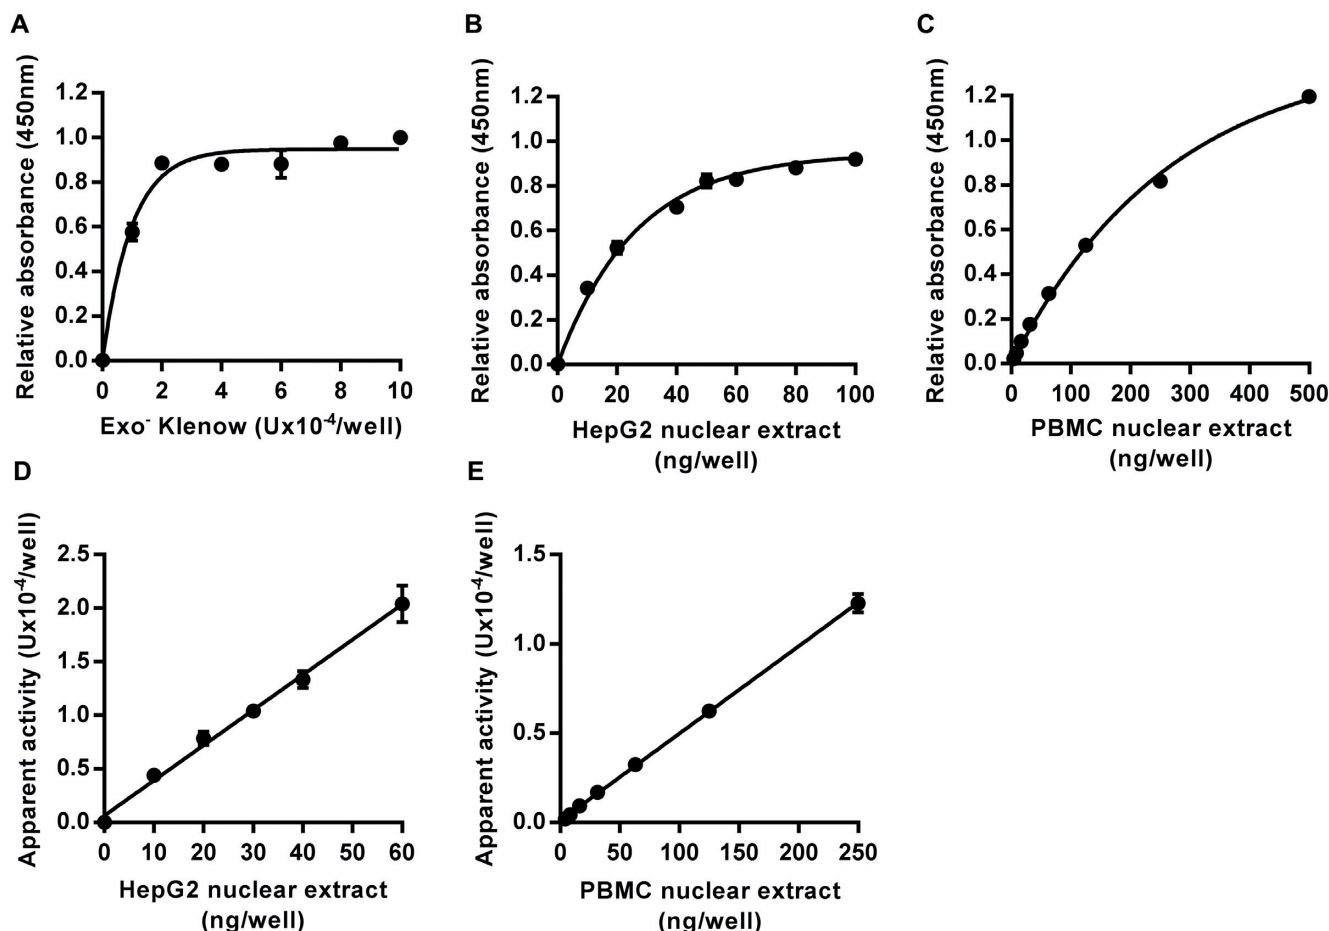 A
Relative absorbance (450nm)
1.2
1.0
0.8
0.6
0.4
0.2
0.0
0 2 4 6 8 10
Exo- Klenow (Ux10-4/well)
B
Relative absorbance (450nm)
1.2
1.0
0.8
0.6
0.4
0.2
0.0
0 20 40 60 80 100
HepG2 nuclear extract
(ng/well)
C
Relative absorbance (450nm)
1.2
1.0
0.8
0.6
0.4
0.2
0.0
0 100 200 300 400 500
PBMC nuclear extract
(ng/well)
D
Apparent activity (Ux10-4/well)
2.5
2.0
1.5
1.0
0.5
0.0
0 10 20 30 40 50 60
HepG2 nuclear extract
(ng/well)
E
Apparent activity (Ux10-4/well)
1.5
1.0
0.5
0.0
0 50 100 150 200 250
PBMC nuclear extract
(ng/well)